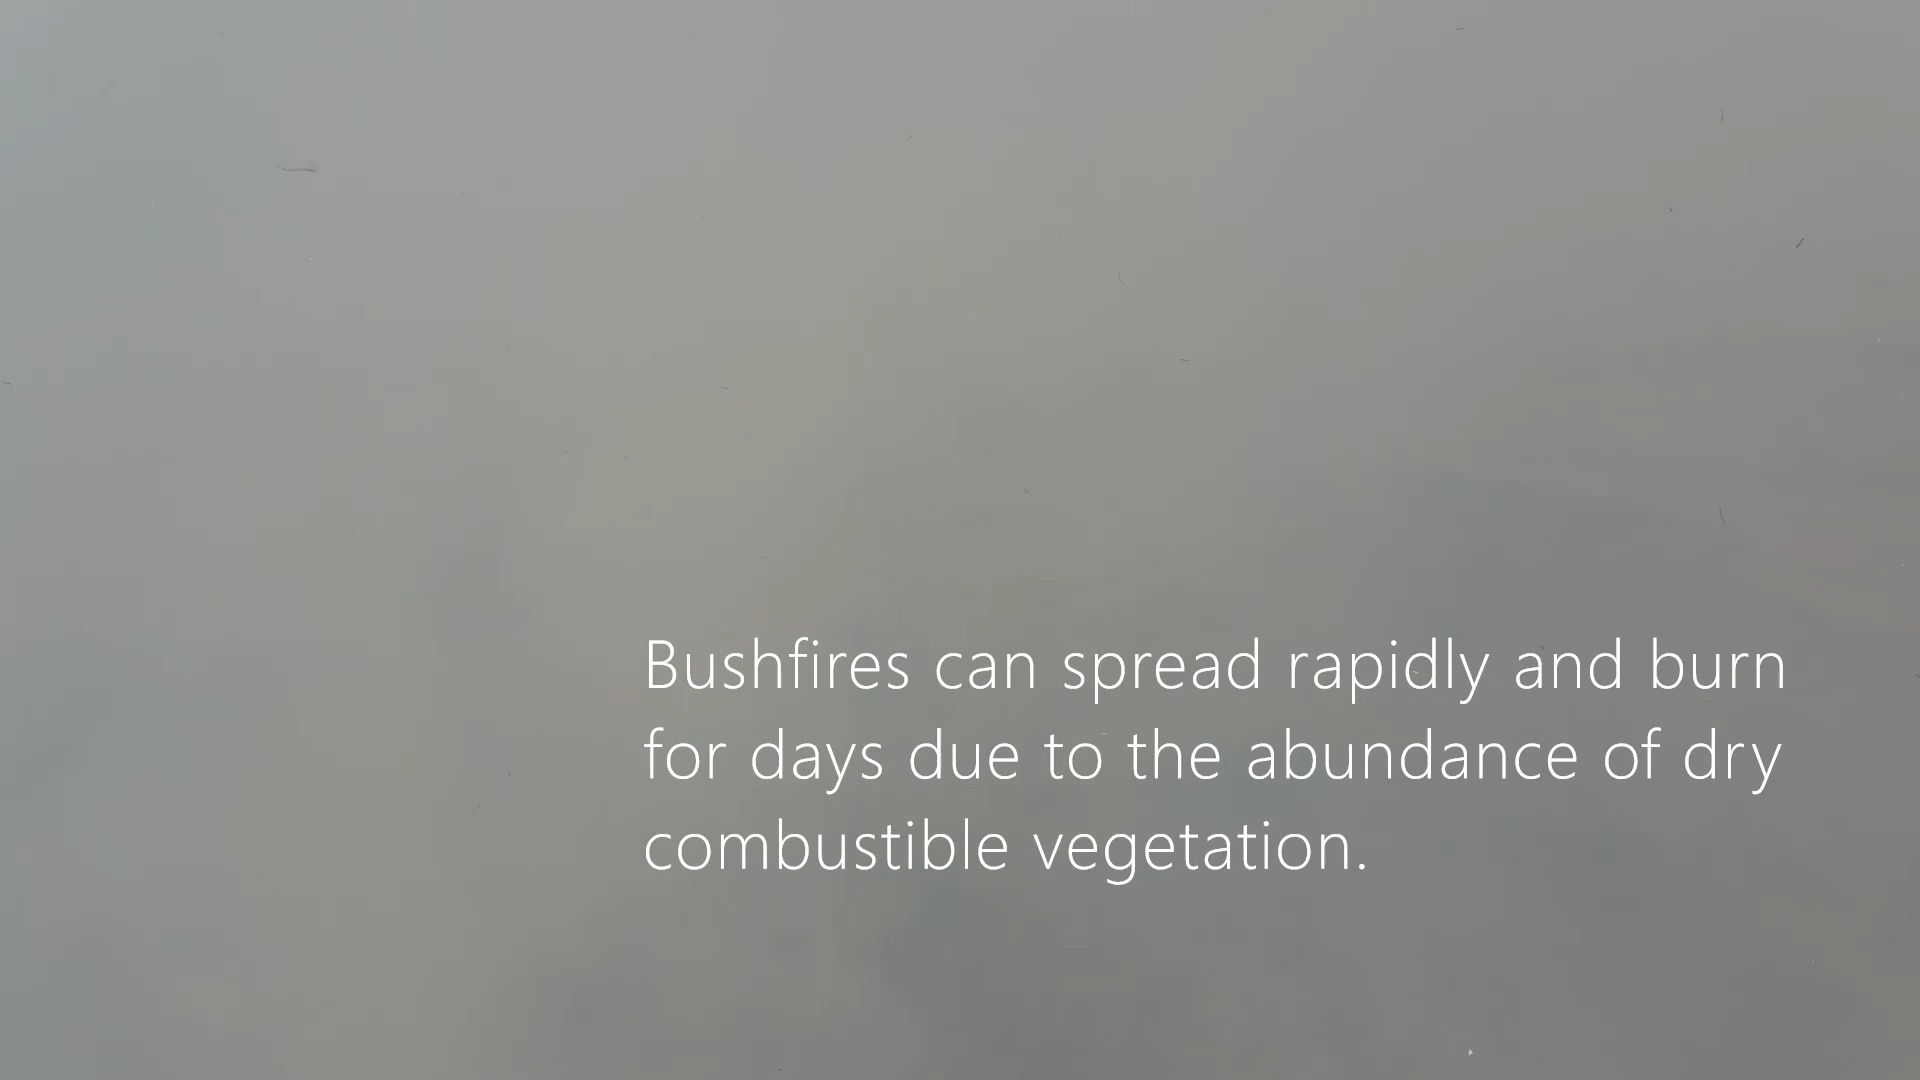 Bushfires can spread rapidly and burn
for days due to the abundance of dry
combustible vegetation.